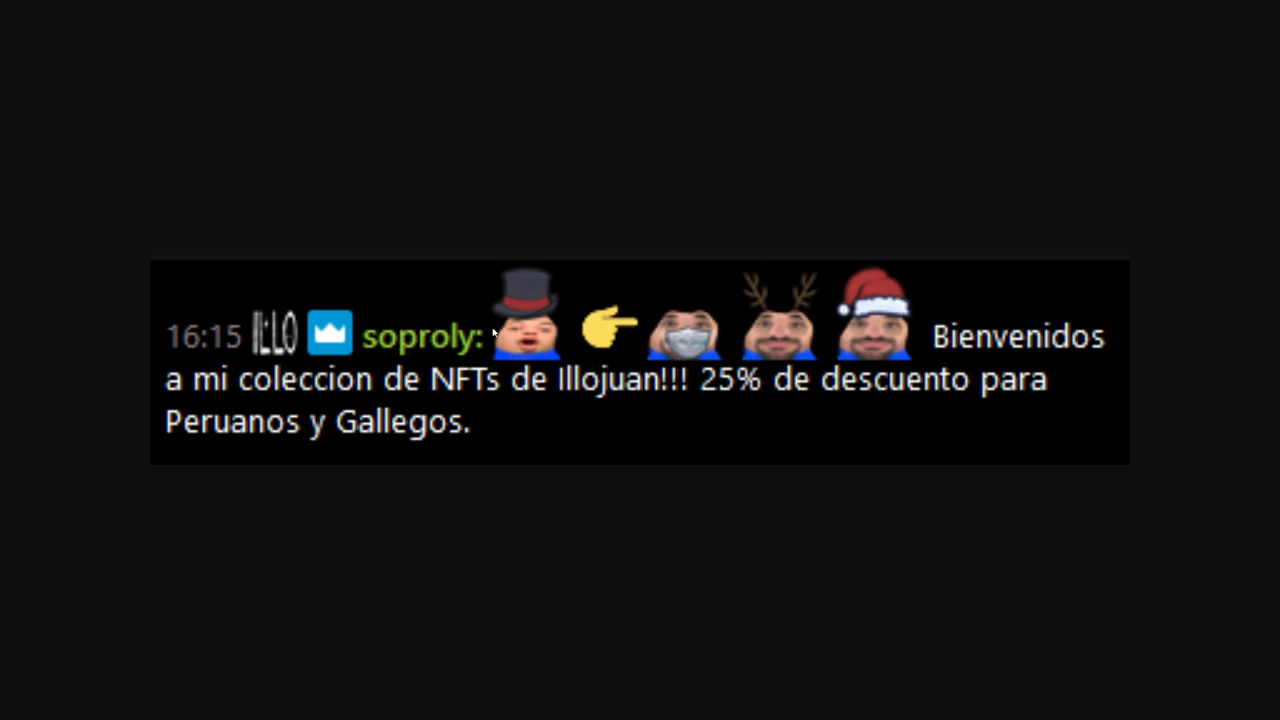 16:15 ILLO soproly: Bienvenidos
a mi coleccion de NFTs de Illojuan!!! 25% de descuento para
Peruanos y Gallegos.